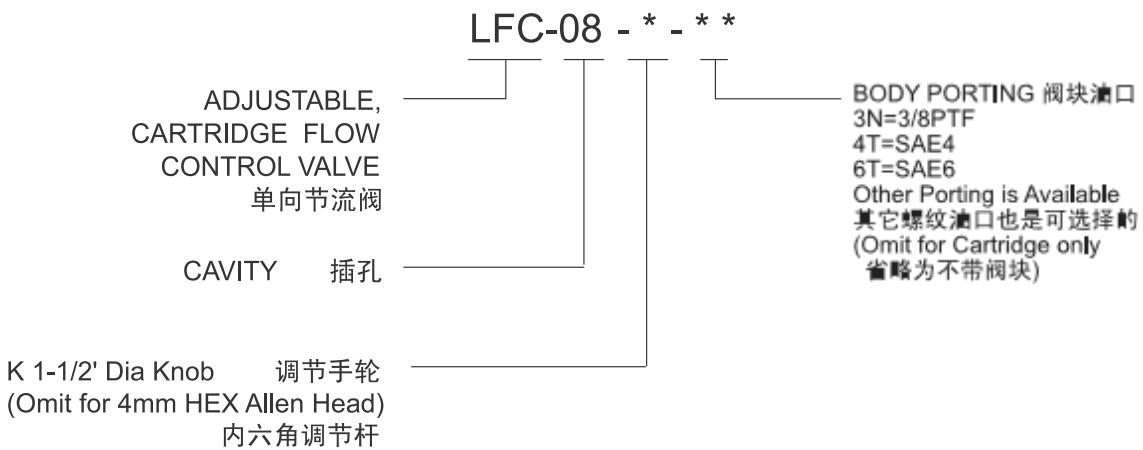 LFC-08 - * - * *
ADJUSTABLE,
CARTRIDGE FLOW
CONTROL VALVE
单向节流阀
CAVITY 插孔
K 1-1/2' Dia Knob 调节手轮
(Omit for 4mm HEX Allen Head)
内六角调节杆
BODY PORTING 阀块油口
3N=3/8PTF
4T=SAE4
6T=SAE6
Other Porting is Available
其它螺纹油口也是可选择的
(Omit for Cartridge only
省略为不带阀块)